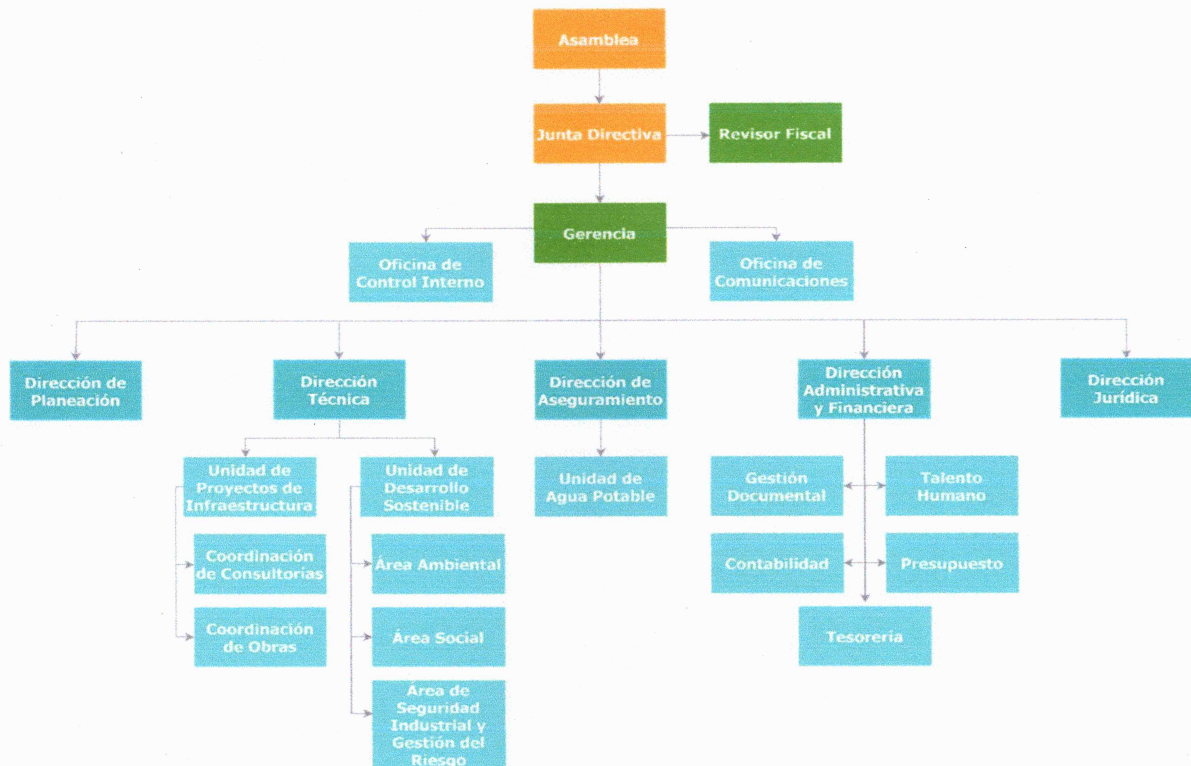 Asamblea
Junta Directiva
Revisor Fiscal
Gerencia
Oficina de
Control Interno
Oficina de
Comunicaciones
Dirección de
Planeación
Dirección
Técnica
Dirección de
Aseguramiento
Dirección
Administrativa
y Financiera
Dirección
Jurídica
Unidad de
Proyectos de
Infraestructura
Unidad de
Desarrollo
Sostenible
Unidad de
Agua Potable
Gestión
Documental
Talento
Humano
Coordinación
de Consultorías
Área Ambiental
Contabilidad
Presupuesto
Coordinación
de Obras
Área Social
Tesorería
Área de
Seguridad
Industrial y
Gestión del
Riesgo